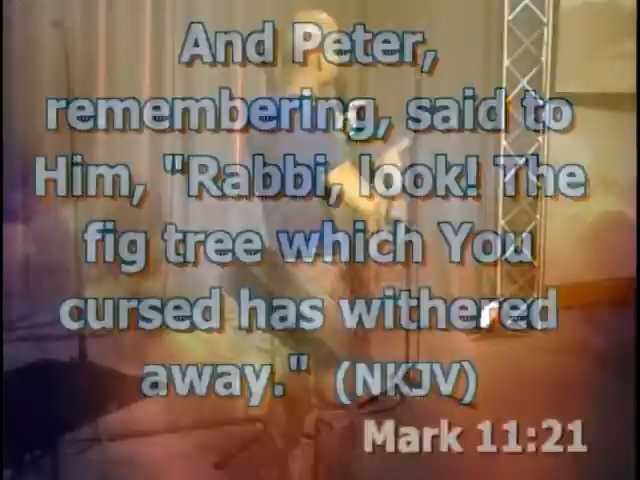 And Peter,
remembering, said to
Him, "Rabbi, look! The
fig tree which You
cursed has withered
away." (NKJV)
Mark 11:21